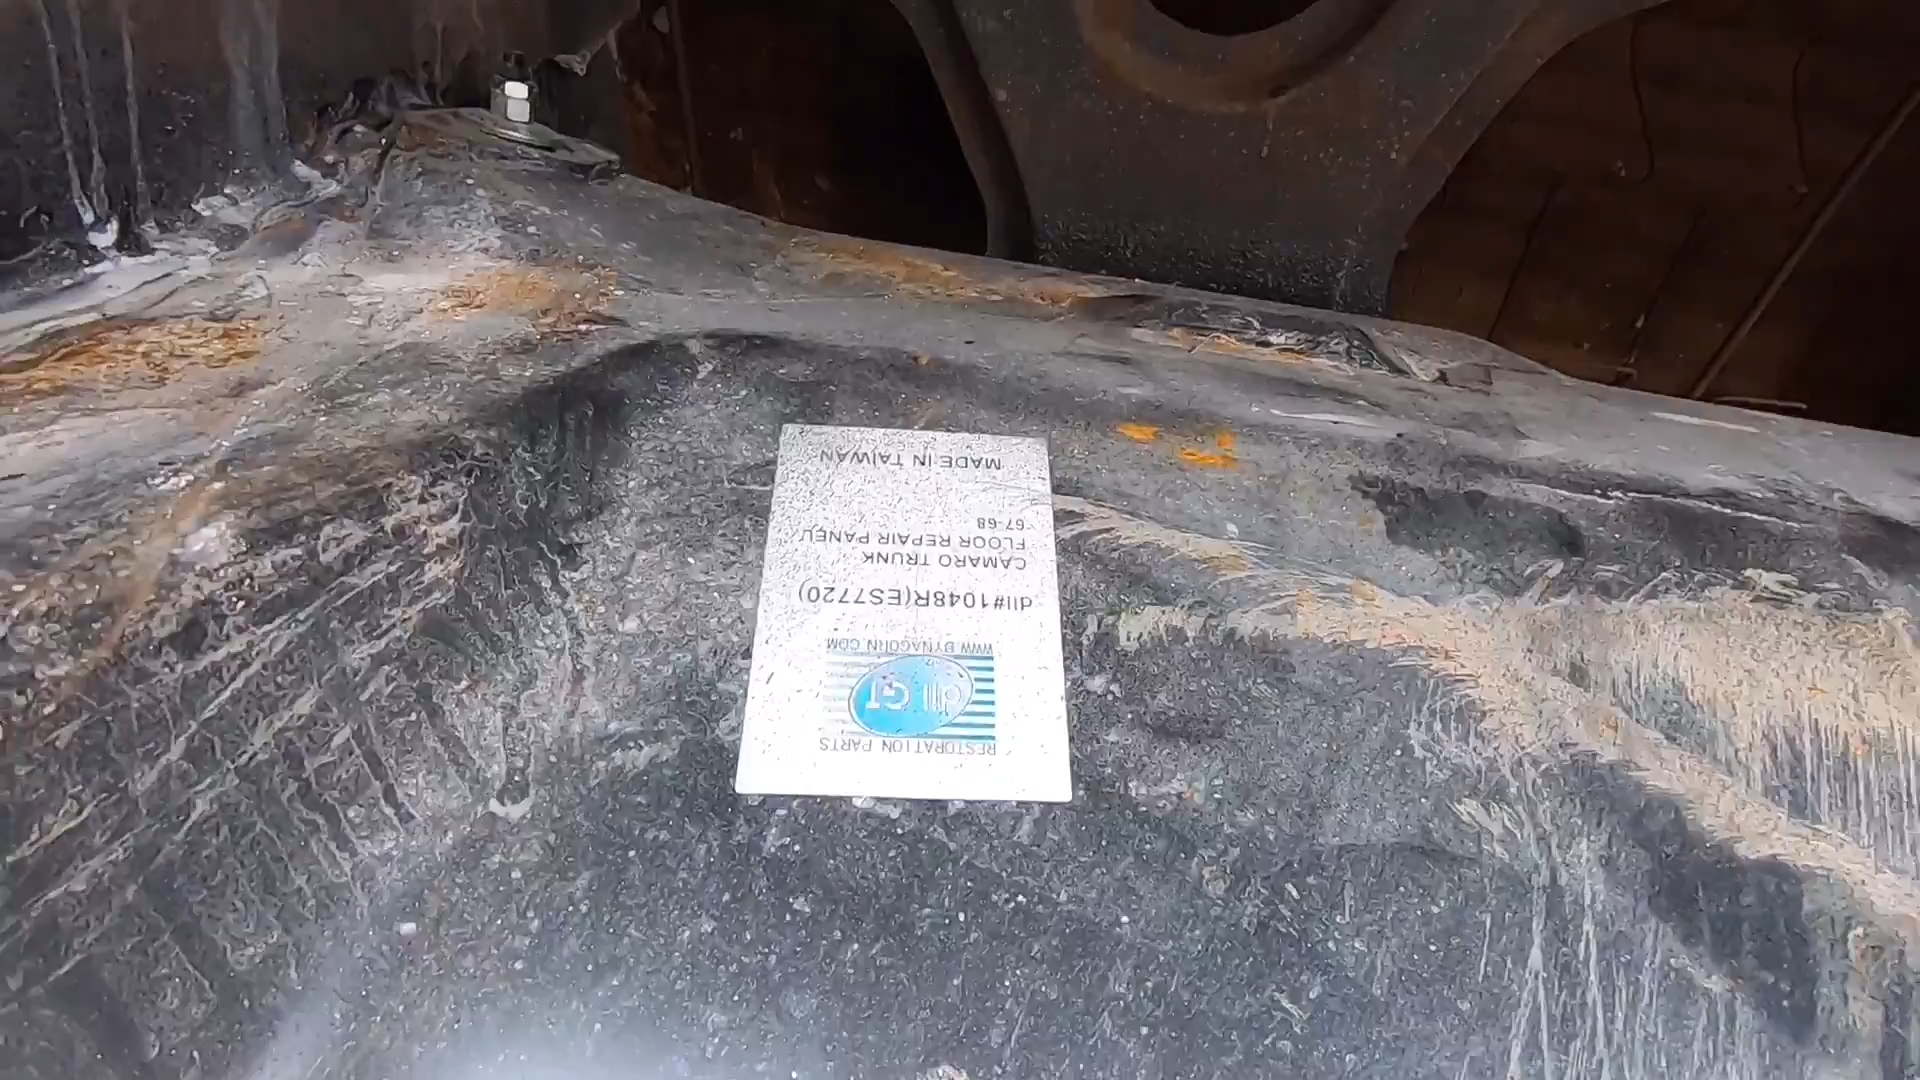 RESTORATION PARTS
dii GT
WWW.DYNACORN.COM
dii#1048R(ES7720)
CAMARO TRUNK
FLOOR REPAIR PANEL
'67-68
MADE IN TAIWAN